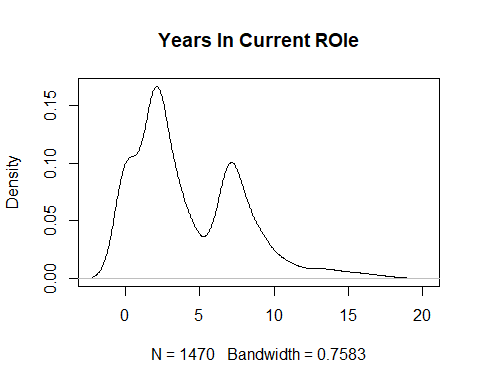 Years In Current ROle
Density
0.15
0.10
0.05
0.00
0 5 10 15 20
N = 1470 Bandwidth = 0.7583